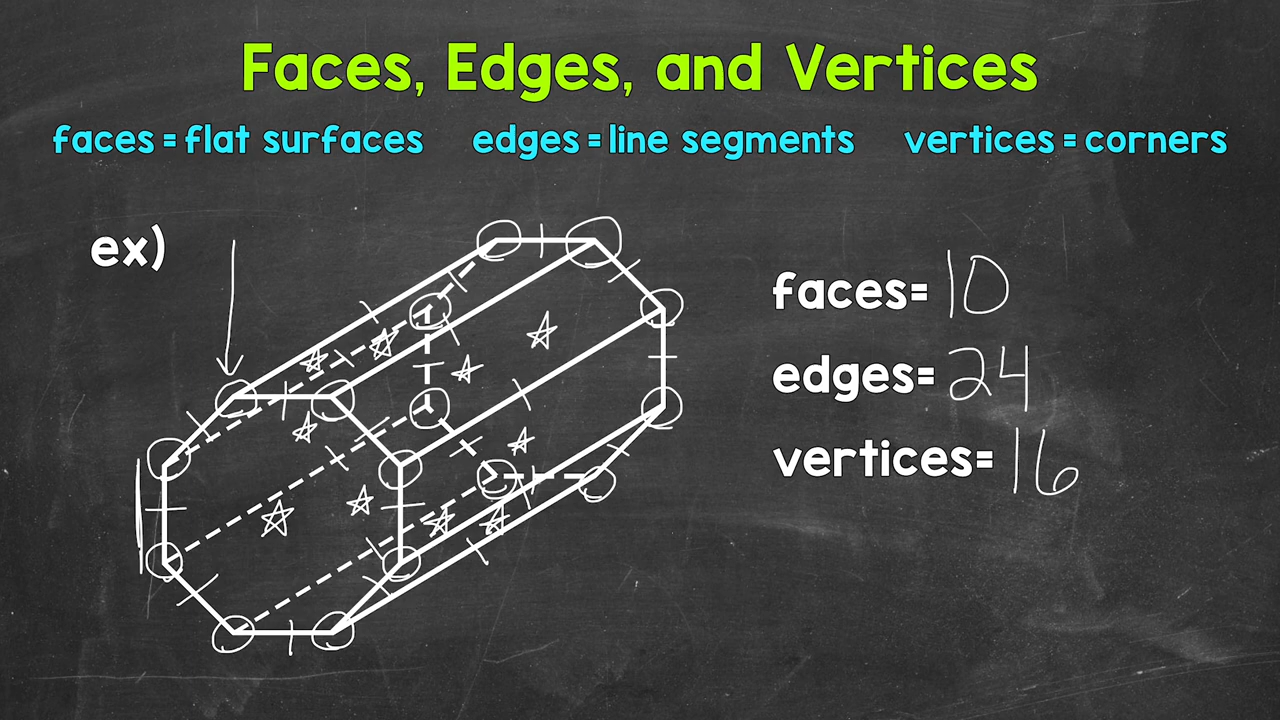 Faces, Edges, and Vertices
faces = flat surfaces edges = line segments vertices = corners
ex)
faces= 10
edges= 24
vertices= 16